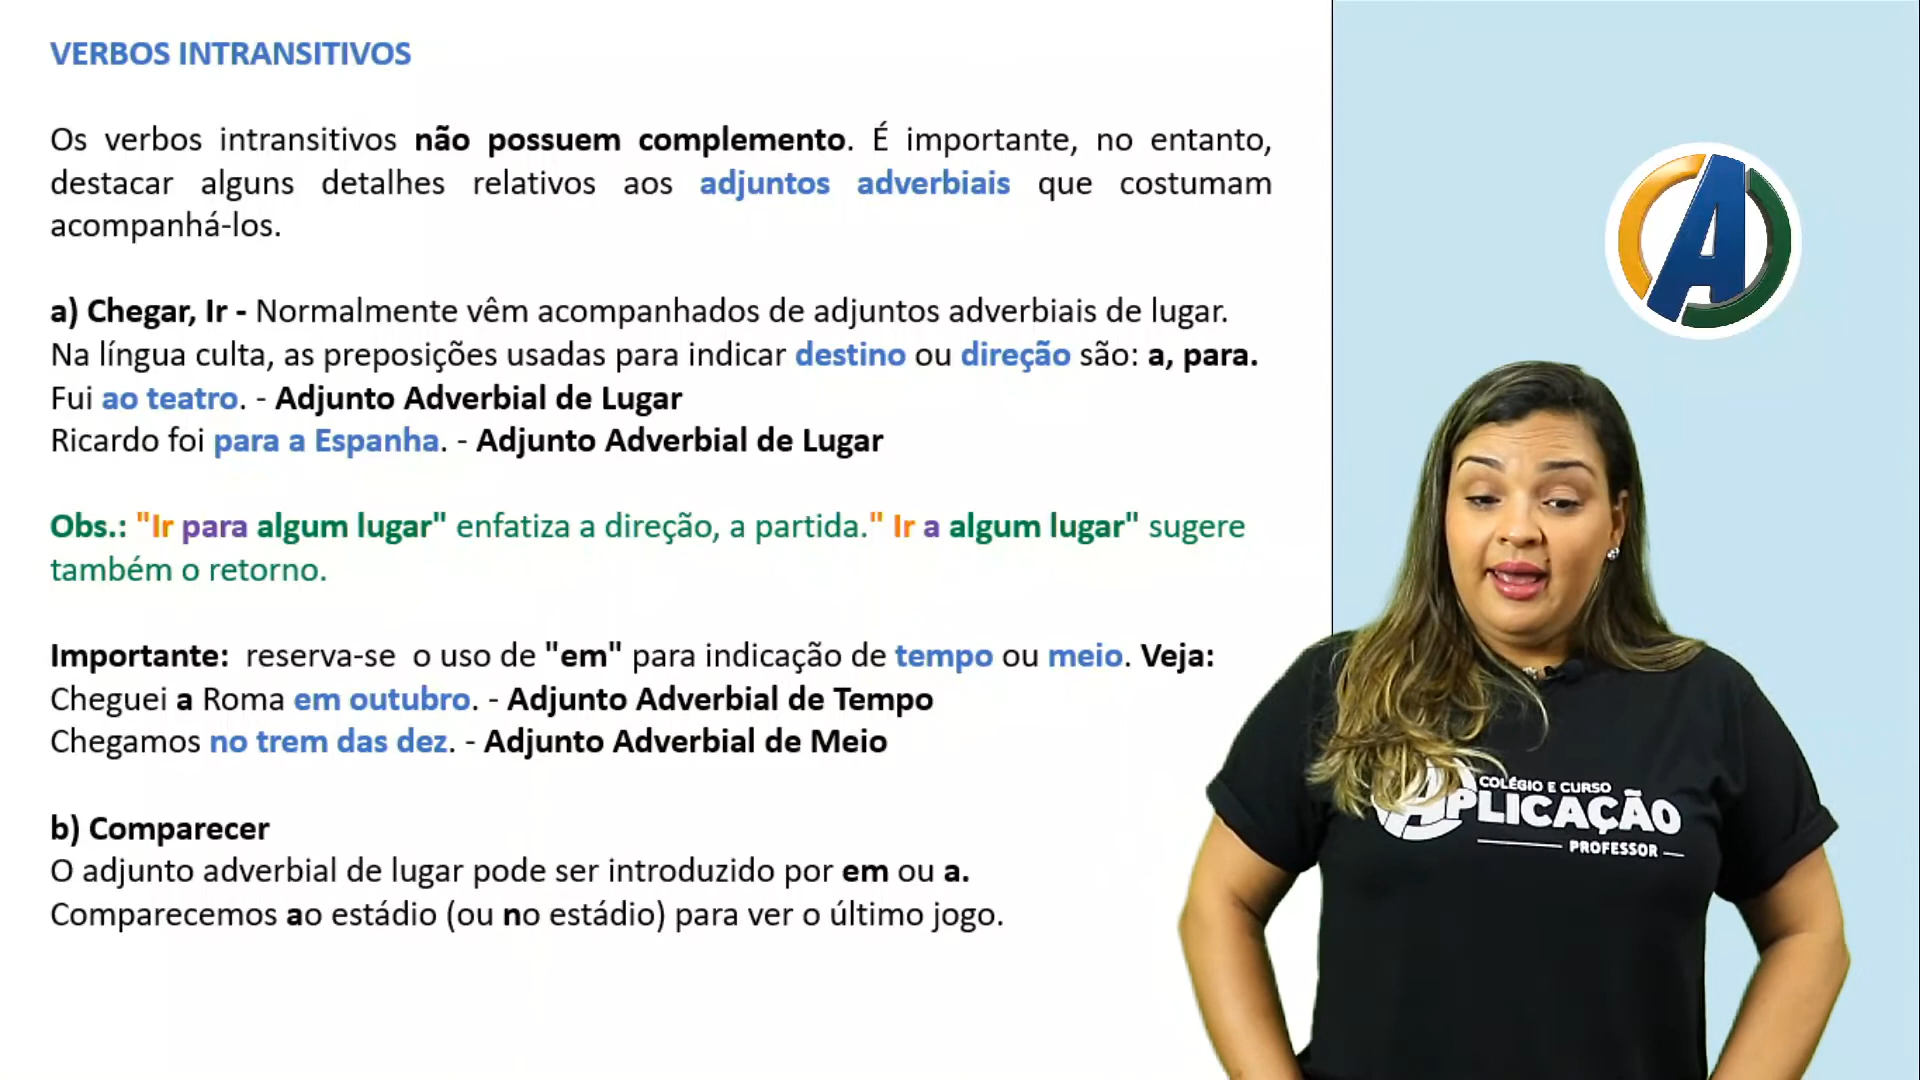 VERBOS INTRANSITIVOS
Os verbos intransitivos não possuem complemento. É importante, no entanto,
destacar alguns detalhes relativos aos adjuntos adverbiais que costumam
acompanhá-los.
a) Chegar, Ir - Normalmente vêm acompanhados de adjuntos adverbiais de lugar.
Na língua culta, as preposições usadas para indicar destino ou direção são: a, para.
Fui ao teatro. - Adjunto Adverbial de Lugar
Ricardo foi para a Espanha. - Adjunto Adverbial de Lugar
Obs.: "Ir para algum lugar" enfatiza a direção, a partida." Ir a algum lugar" sugere
também o retorno.
Importante:  reserva-se  o uso de "em" para indicação de tempo ou meio. Veja:
Cheguei a Roma em outubro. - Adjunto Adverbial de Tempo
Chegamos no trem das dez. - Adjunto Adverbial de Meio
b) Comparecer
O adjunto adverbial de lugar pode ser introduzido por em ou a.
Comparecemos ao estádio (ou no estádio) para ver o último jogo.
A
COLÉGIO E CURSO
APLICAÇÃO
PROFESSOR